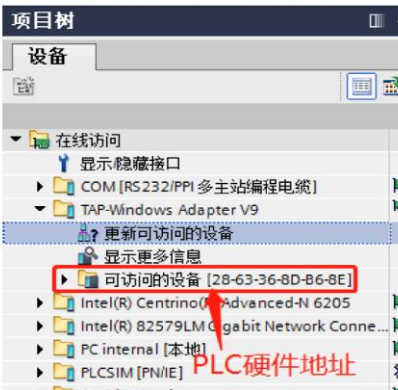 项目树
设备
在线访问
显示/隐藏接口
COM [RS232/PPI 多主站编程电缆]
TAP-Windows Adapter V9
更新可访问的设备
显示更多信息
可访问的设备 [28-63-36-8D-B6-8E]
Intel(R) Centrino(R) Advanced-N 6205
Intel(R) 82579LM Gigabit Network Conne...
PC internal [本地]
PLCSIM [PN/IE]
PLC硬件地址